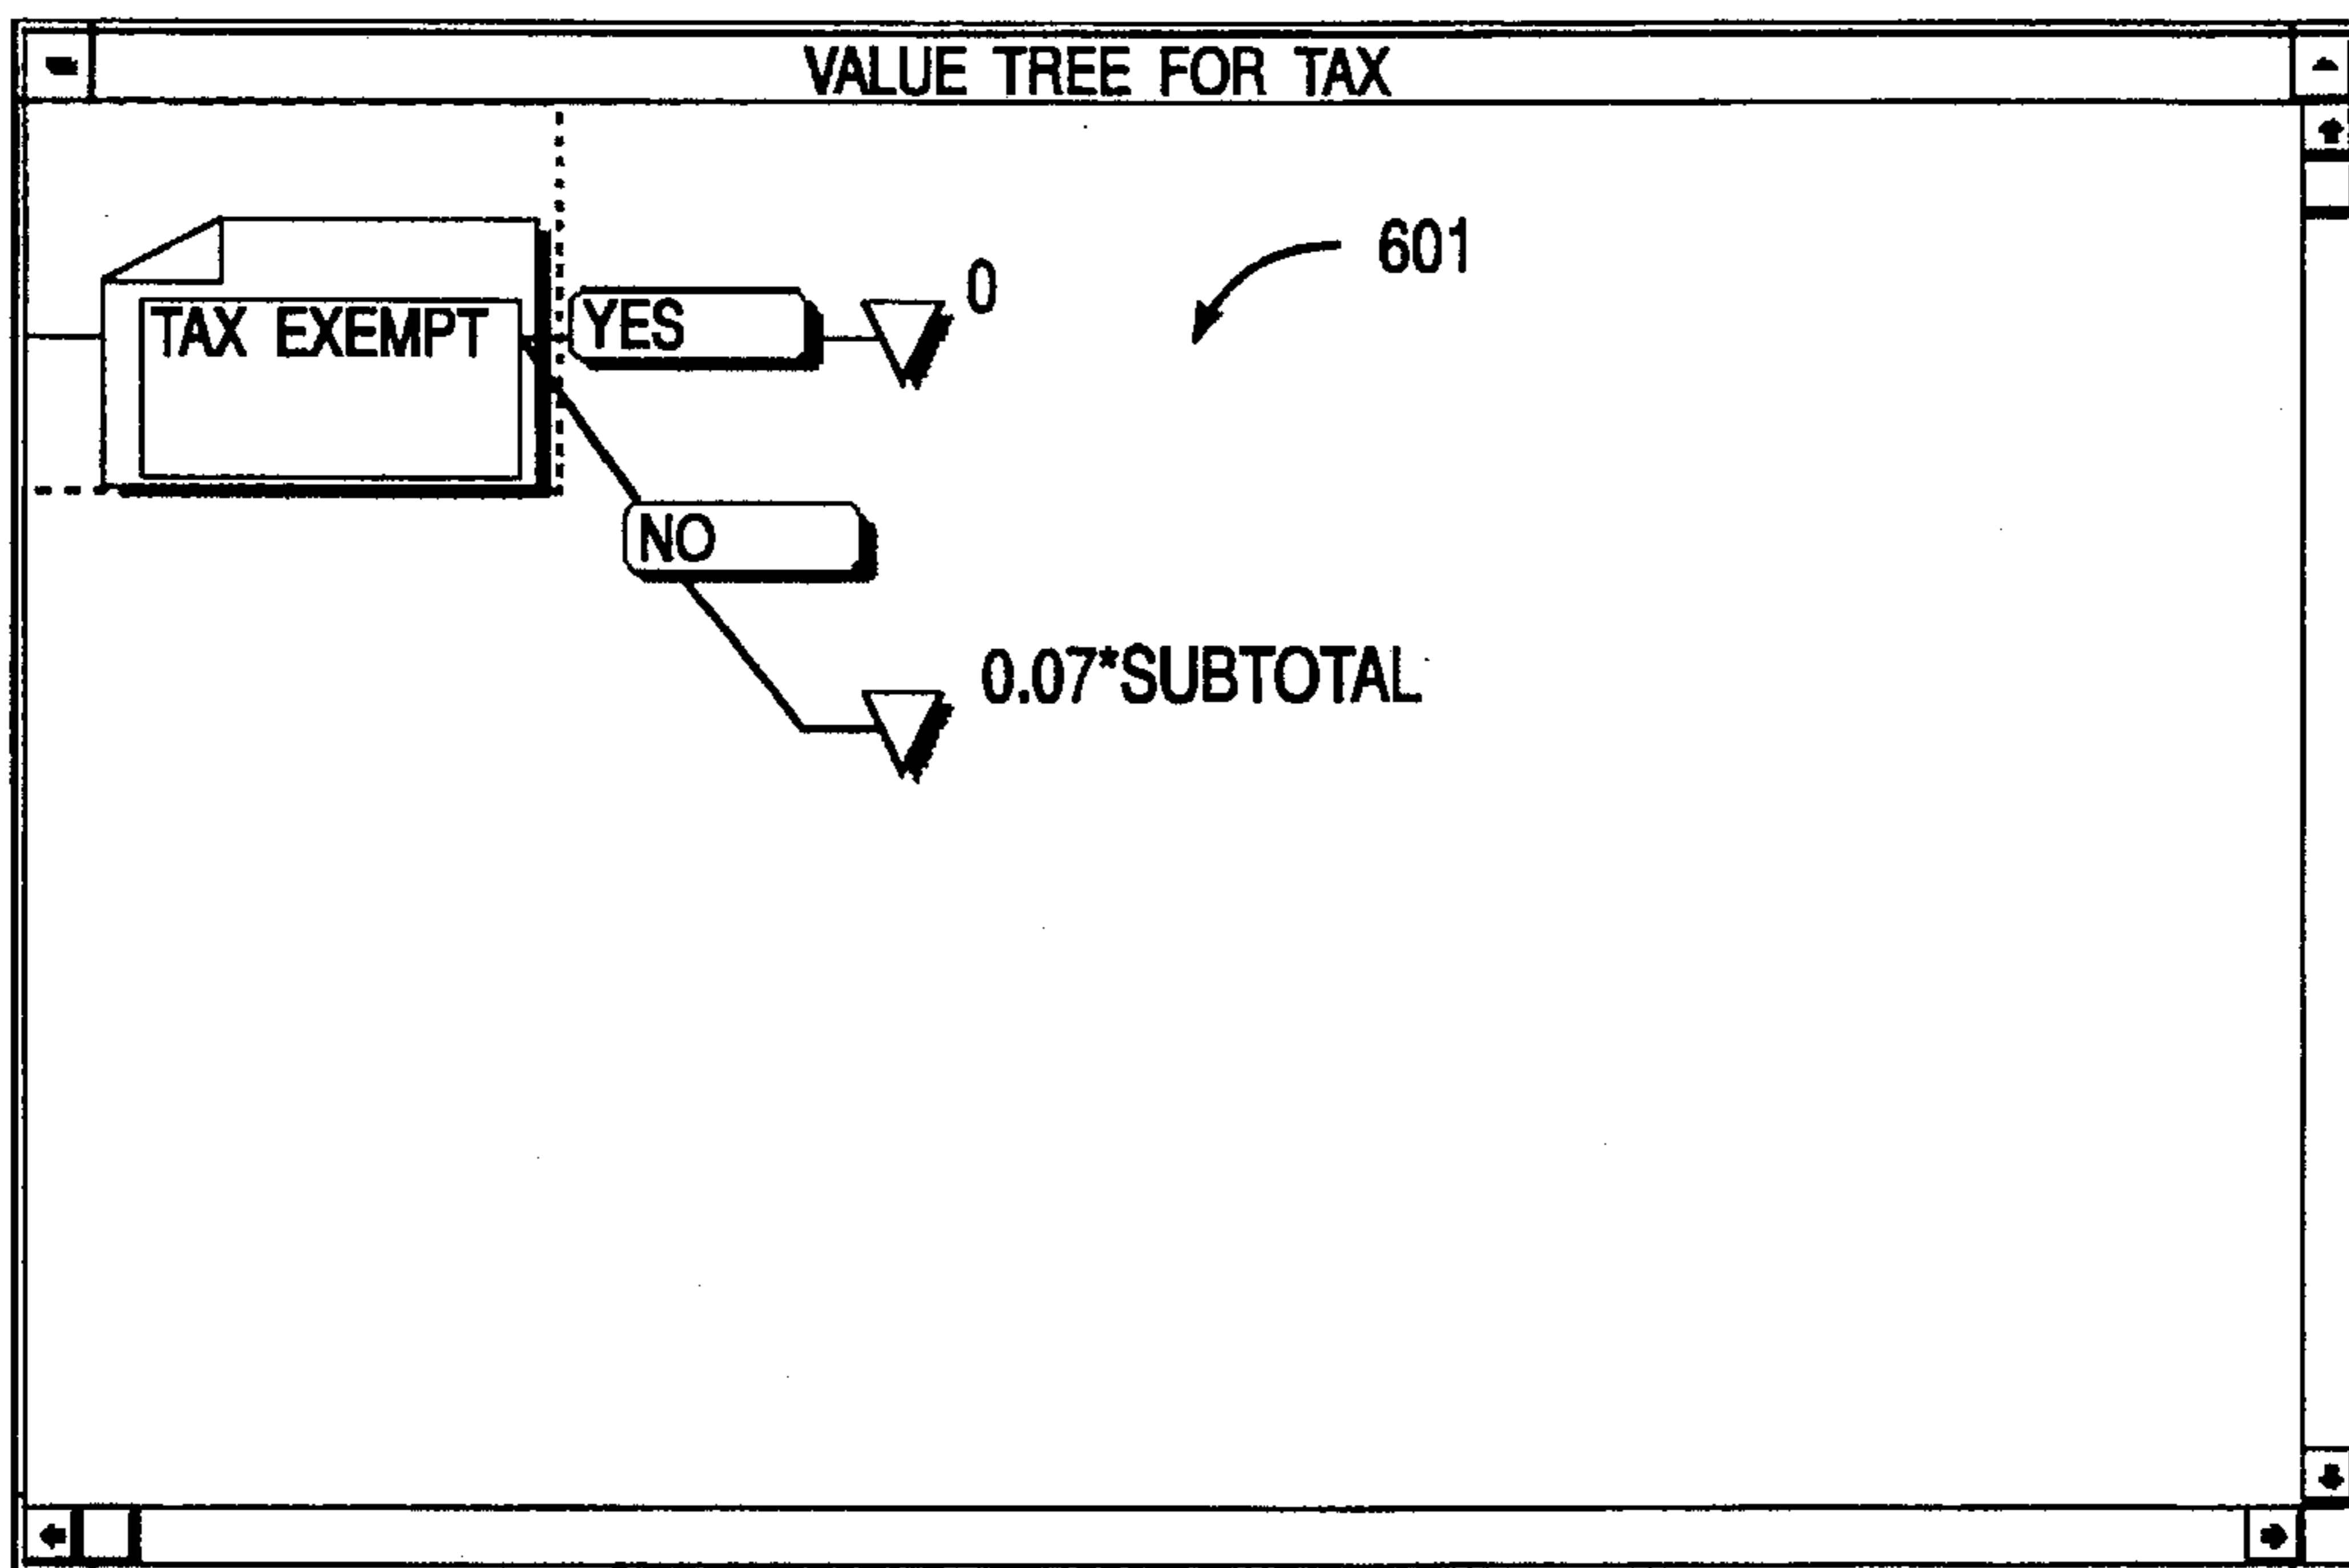 VALUE TREE FOR TAX
601
0
TAX EXEMPT
YES
NO
0.07*SUBTOTAL